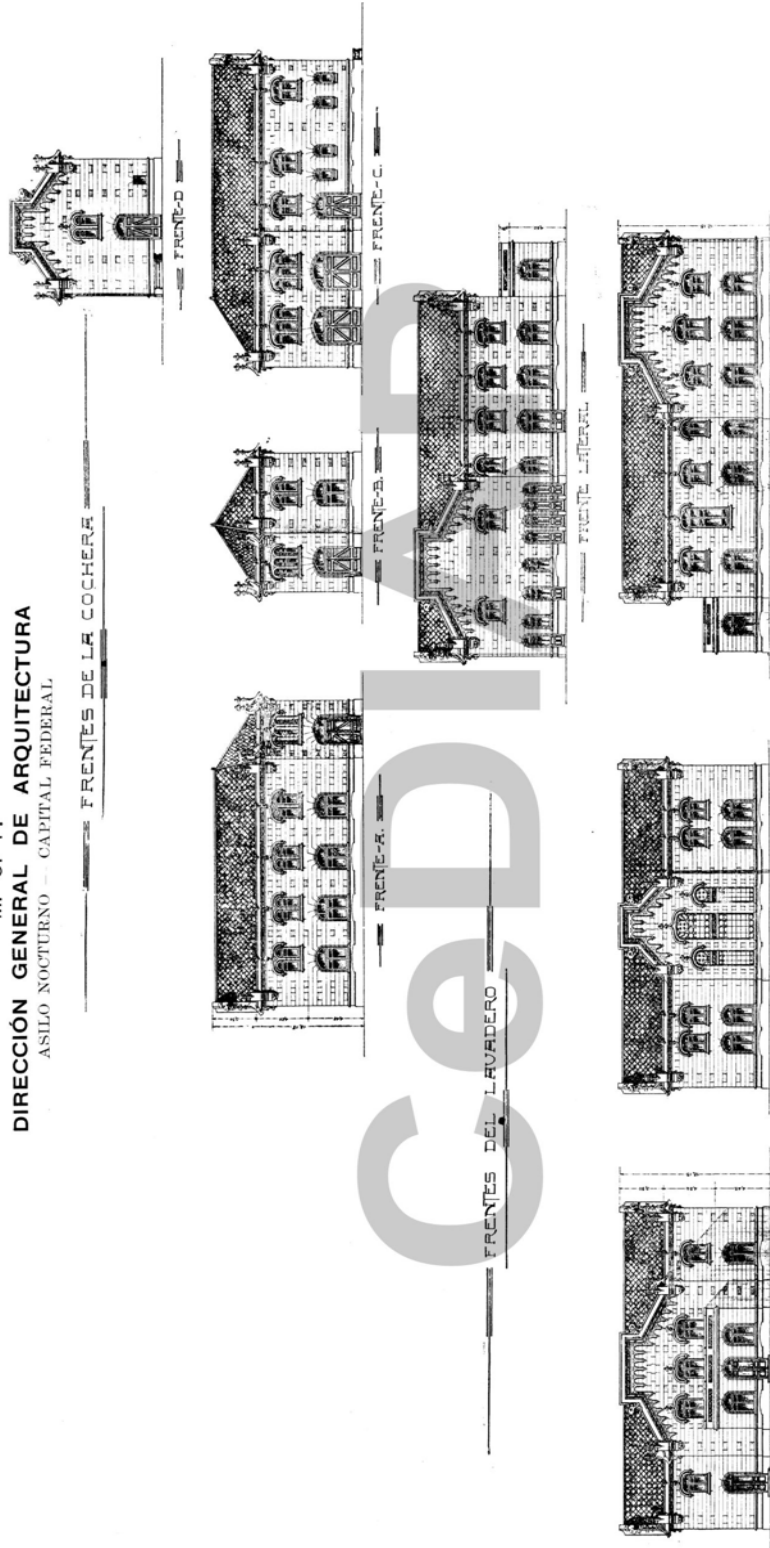 DIRECCIÓN GENERAL DE ARQUITECTURA
ASILO NOCTURNO – CAPITAL FEDERAL
FRENTES DE LA COCHERA
FRENTE-D
FRENTE-A.
FRENTE-B.
FRENTE-C.
FRENTES DEL LAVADERO
FRENTE LATERAL
CeDIAP